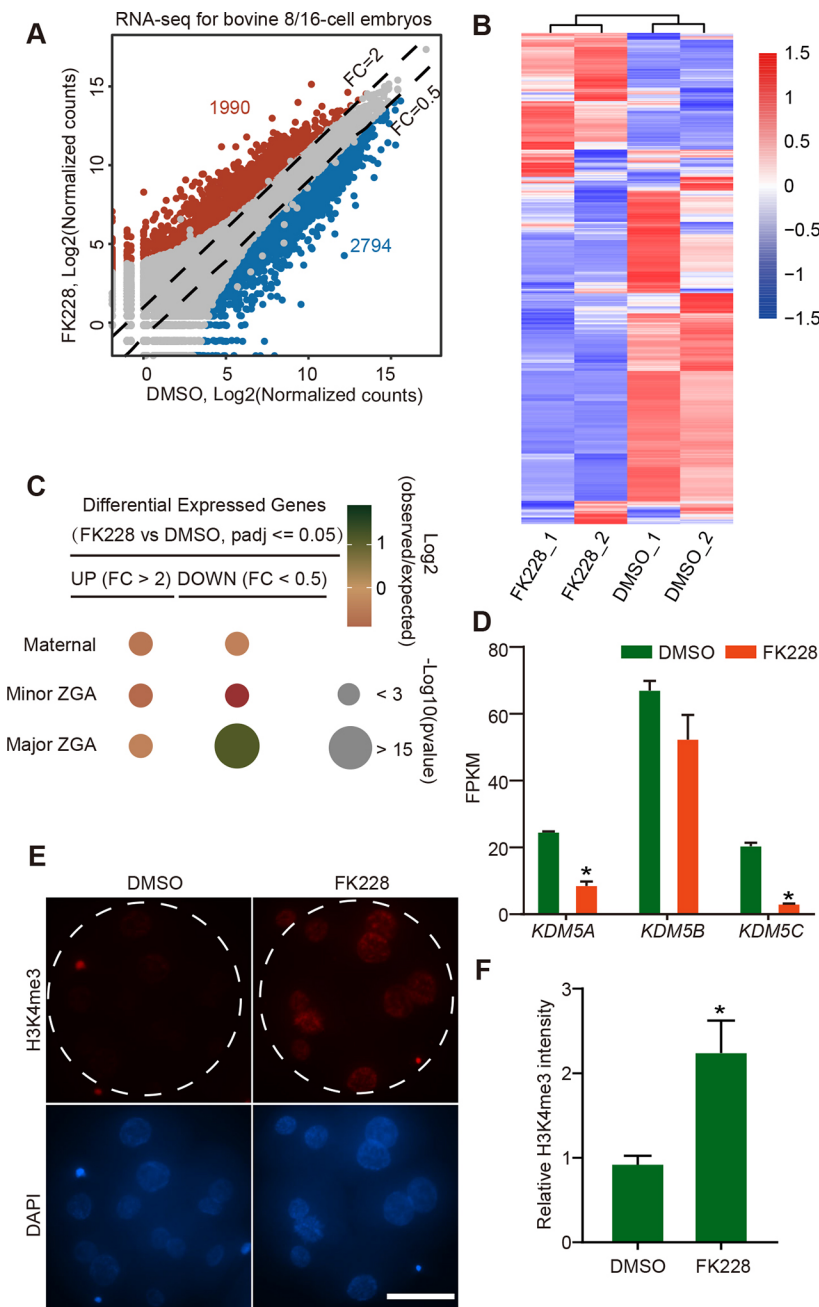 A
RNA-seq for bovine 8/16-cell embryos
FK228, Log2(Normalized counts)
15
10
5
0
1990
FC=2
FC=0.5
2794
0
5
10
15
DMSO, Log2(Normalized counts)
B
1.5
1
0.5
0
−0.5
−1
−1.5
FK228_1
FK228_2
DMSO_1
DMSO_2
C
Differential Expressed Genes
(FK228 vs DMSO, padj <= 0.05)
UP (FC > 2)
DOWN (FC < 0.5)
1
0
Log2
(observed/expected)
Maternal
Minor ZGA
Major ZGA
< 3
> 15
-Log10(pvalue)
D
DMSO
FK228
FPKM
80
60
40
20
0
*
*
KDM5A
KDM5B
KDM5C
E
DMSO
FK228
H3K4me3
DAPI
F
Relative H3K4me3 intensity
3
2
1
0
*
DMSO
FK228